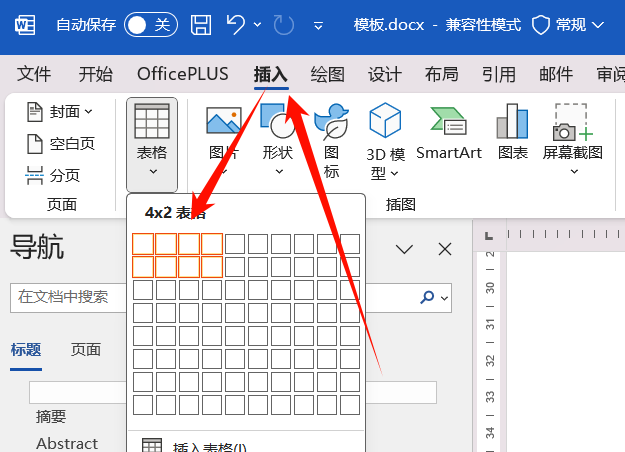 自动保存 关 模板.docx - 兼容性模式 常规
文件 开始 OfficePLUS 插入 绘图 设计 布局 引用 邮件 审阅
封面
空白页
分页
页面
表格
图片
形状
图标
3D 模型
SmartArt
图表
屏幕截图
插图
4x2 表格
导航
在文档中搜索
标题 页面
摘要
Abstract
插入表格(I)
30
31
32
33
34